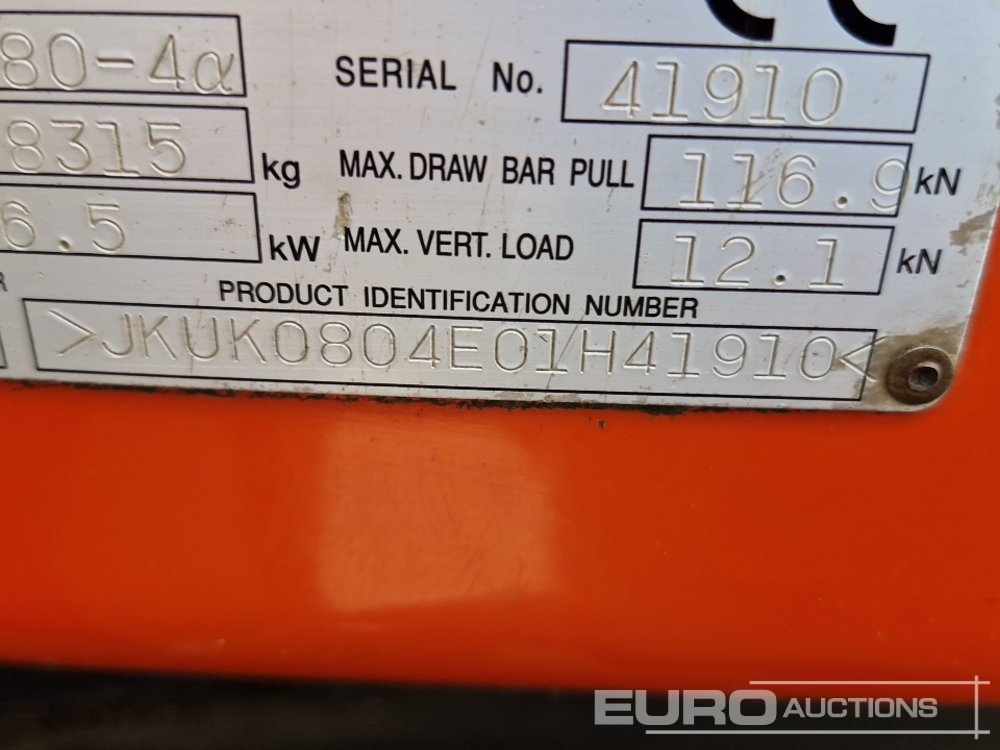 CE
80-4α SERIAL No. 41910
8315 kg MAX. DRAW BAR PULL 116.9 kN
6.5 kW MAX. VERT. LOAD 12.1 kN
R PRODUCT IDENTIFICATION NUMBER
>JKUK0804E01H41910<
EURO AUCTIONS